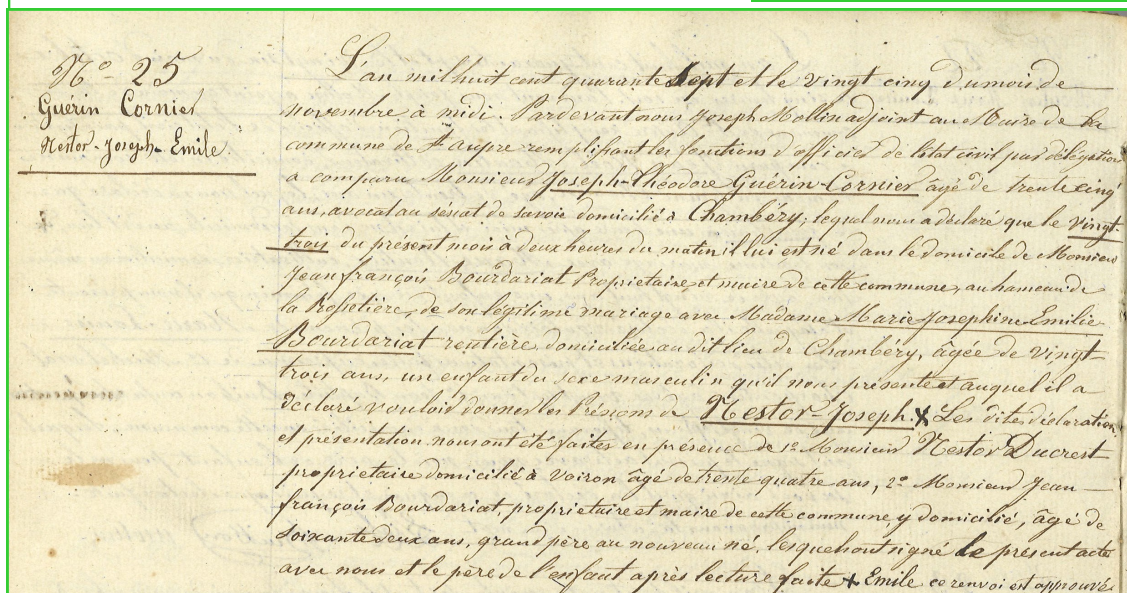 N° 25
Guérin Cornier
Nestor-Joseph-Emile
L'an mil huit cent quarante sept et le vingt cinq du mois de
novembre à midi. Pardevant nous Joseph Mollin adjoint au Maire de la
commune de St aupre remplissant les fonctions d'officier de l'état civil par délégation
a comparu Monsieur Joseph-Théodore Guérin-Cornier âgé de trente cinq
ans, avocat au sénat de savoie domicilié à Chambéry; lequel nous a déclaré que le vingt-
trois du présent mois à deux heures du matin il lui est né dans le domicile de Monsieur
Jean françois Bourdariat Propriétaire et maire de cette commune, au hameau de
la Rossetière, de son légitime mariage avec Madame Marie Josephine Emilie
Bourdariat rentière domiciliée au dit lieu de Chambéry, âgée de vingt-
trois ans, un enfant du sexe masculin qu'il nous présente et auquel il a
déclaré vouloir donner les Prénoms de Nestor-Joseph. X Les dites déclaration
et présentation nous ont été faites en présence de 1° Monsieur Nestor Ducrest
propriétaire domicilié à Voiron âgé de trente quatre ans, 2° Monsieur Jean
françois Bourdariat, propriétaire et maire de cette commune y domicilié, âgé de
soixante deux ans, grand père au nouveau né, lesquels ont signé le présent acte
avec nous et le père de l'enfant après lecture faite X Emile ce renvoi est approuvé